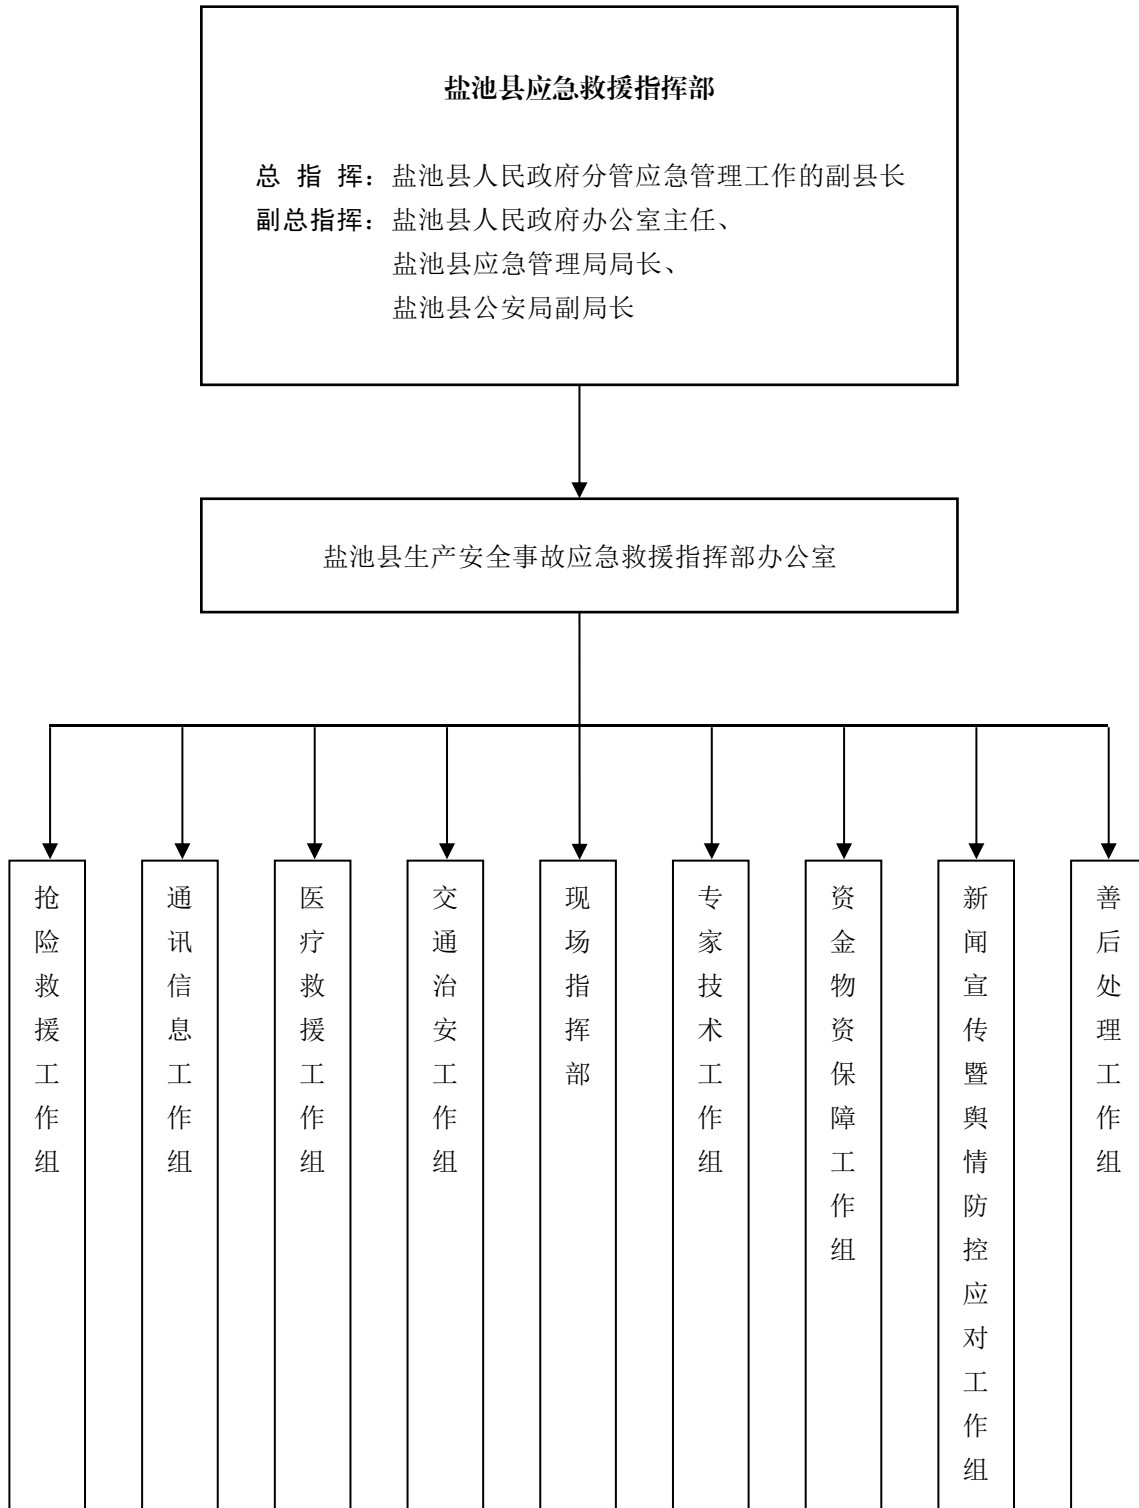 盐池县应急救援指挥部
总 指 挥：盐池县人民政府分管应急管理工作的副县长
副总指挥：盐池县人民政府办公室主任、
盐池县应急管理局局长、
盐池县公安局副局长
盐池县生产安全事故应急救援指挥部办公室
抢险救援工作组
通讯信息工作组
医疗救援工作组
交通治安工作组
现场指挥部
专家技术工作组
资金物资保障工作组
新闻宣传暨舆情防控应对工作组
善后处理工作组